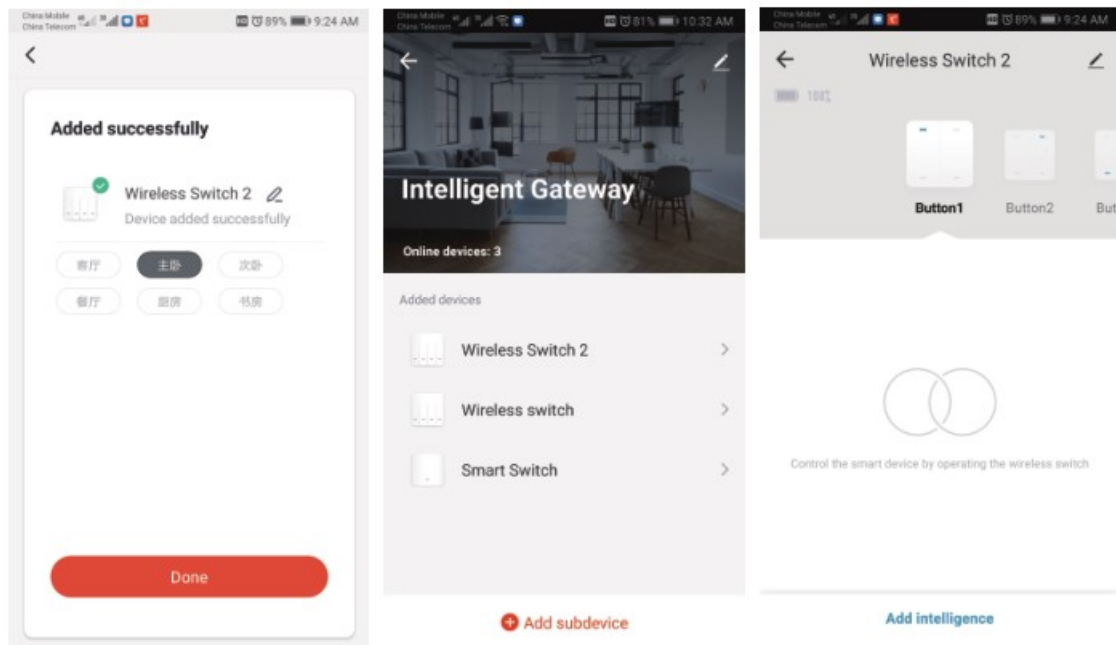 China Mobile
China Telecom
89% 9:24 AM
Added successfully
Wireless Switch 2
Device added successfully
客厅 主卧 次卧
餐厅 厨房 书房
Done
China Mobile
China Telecom
81% 10:32 AM
Intelligent Gateway
Online devices: 3
Added devices
Wireless Switch 2
Wireless switch
Smart Switch
Add subdevice
China Mobile
China Telecom
89% 9:24 AM
Wireless Switch 2
100%
Button1 Button2 But
Control the smart device by operating the wireless switch
Add intelligence